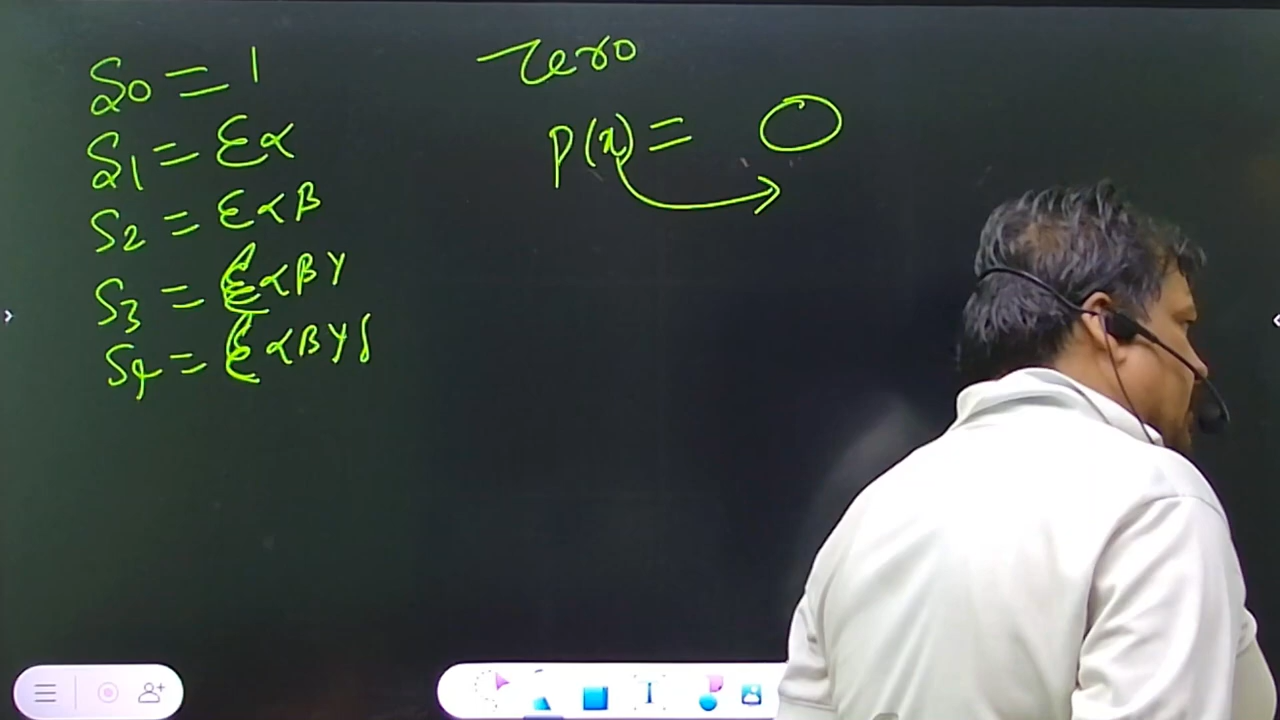 S0 = 1
S1 = Σα
S2 = Σαβ
S3 = Σαβγ
S4 = Σαβγδ
zero
P(x) = 0